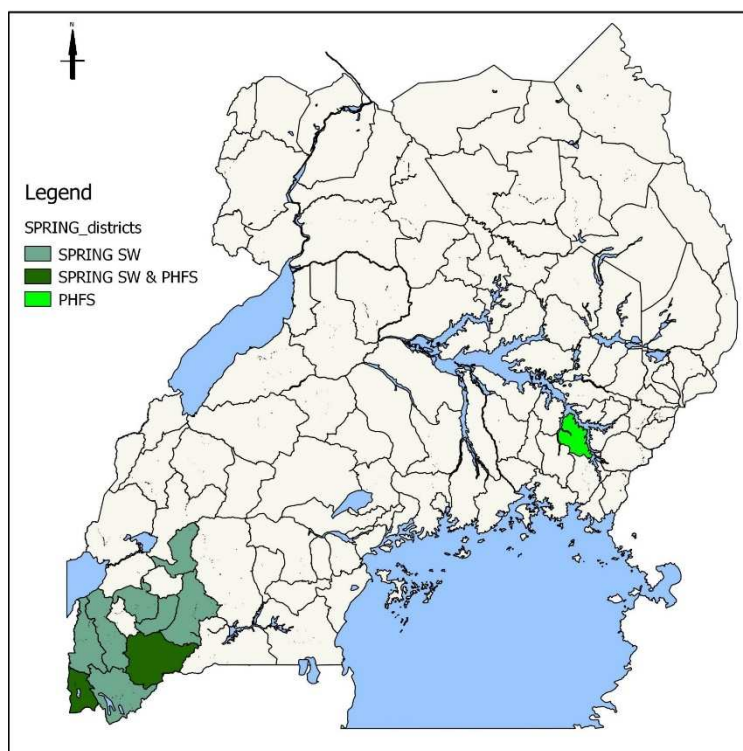 N
Legend
SPRING_districts
SPRING SW
SPRING SW & PHFS
PHFS